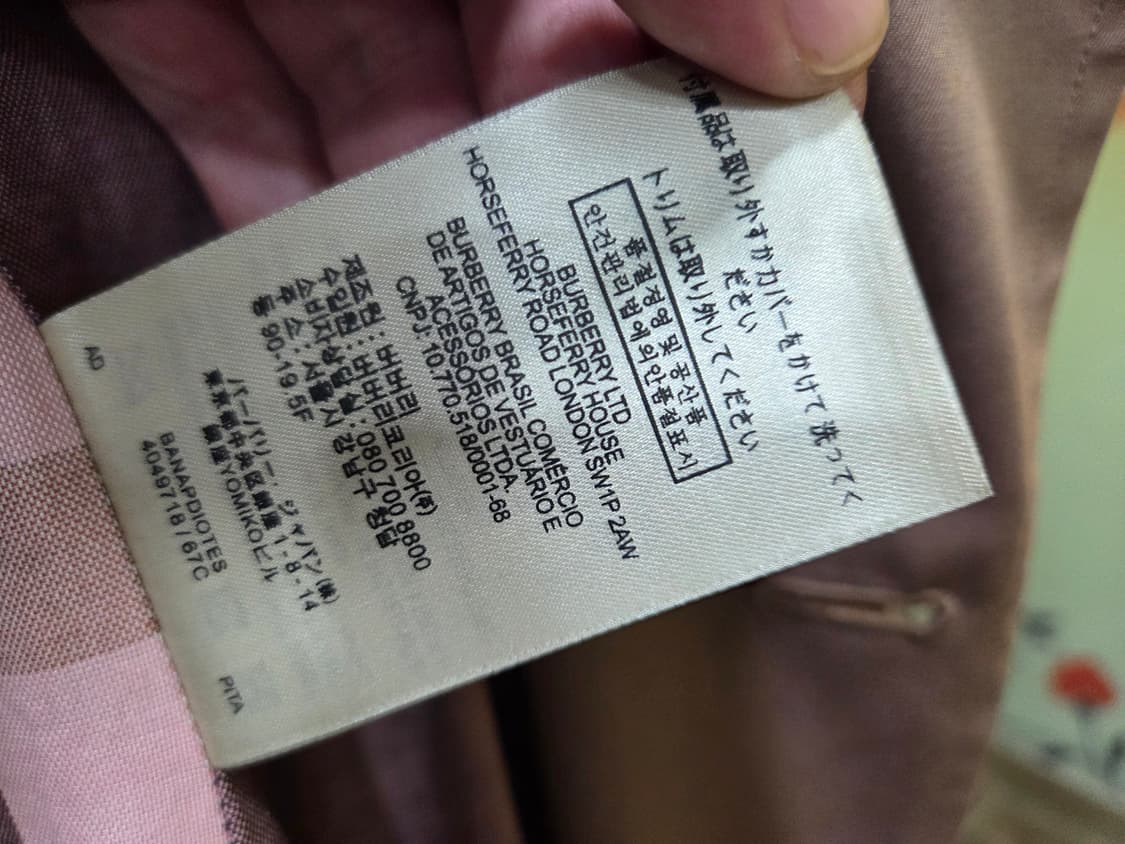 付属品は取り外すかカバーをかけて洗ってく
ださい
トリムは取り外してください
품질경영 및 공산품
안전관리법에 의한 품질표시
BURBERRY LTD
HORSEFERRY HOUSE
HORSEFERRY ROAD LONDON SW1P 2AW
BURBERRY BRASIL COMÉRCIO
DE ARTIGOS DE VESTUÁRIO E
ACESSÓRIOS LTDA.
CNPJ: 10.770.518/0001-68
제조원 : 버버리
수입원 : 버버리코리아(주)
소비자상담실 : 080 700 8800
주 소 : 서울시 강남구 청담
동 90-19 5F
バーバリー・ジャパン(株)
東京都中央区銀座1-8-14
銀座YOMIKOビル
BANAPDIOTES
4049718 / 67C
AD
PITA